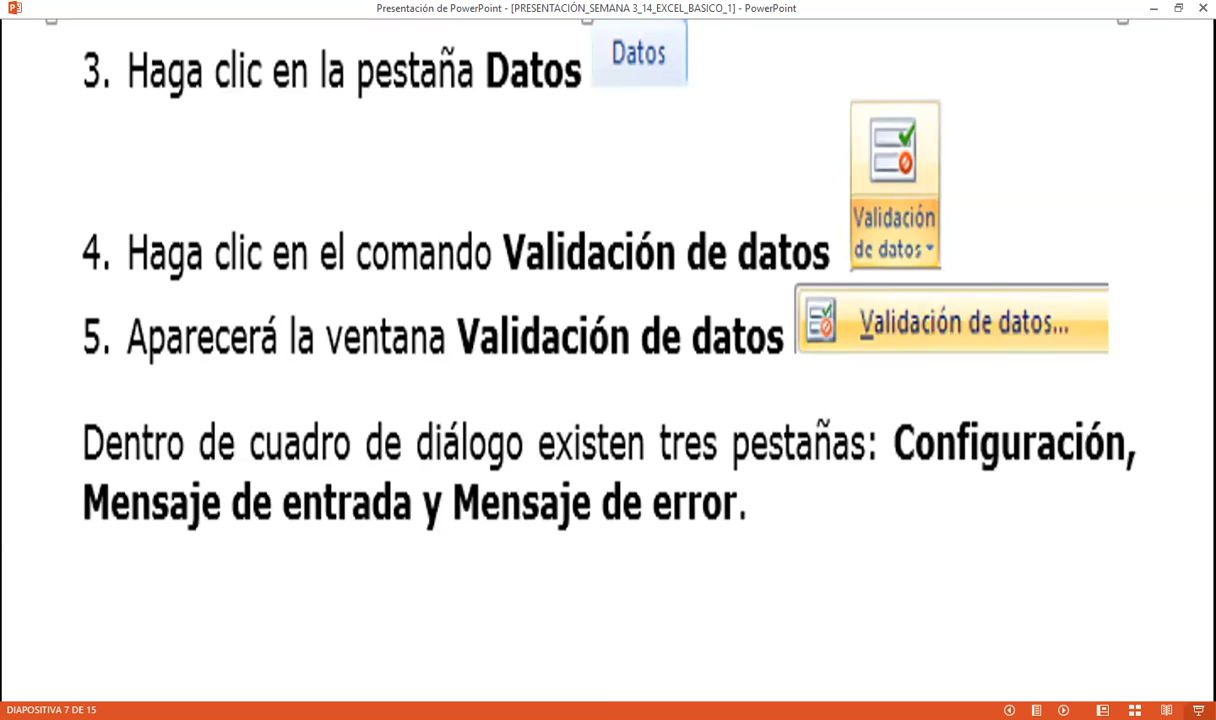 Presentación de PowerPoint - [PRESENTACIÓN_SEMANA 3_14_EXCEL_BASICO_1] - PowerPoint
3. Haga clic en la pestaña Datos Datos
4. Haga clic en el comando Validación de datos Validación
de datos
5. Aparecerá la ventana Validación de datos Validación de datos...
Dentro de cuadro de diálogo existen tres pestañas: Configuración,
Mensaje de entrada y Mensaje de error.
DIAPOSITIVA 7 DE 15